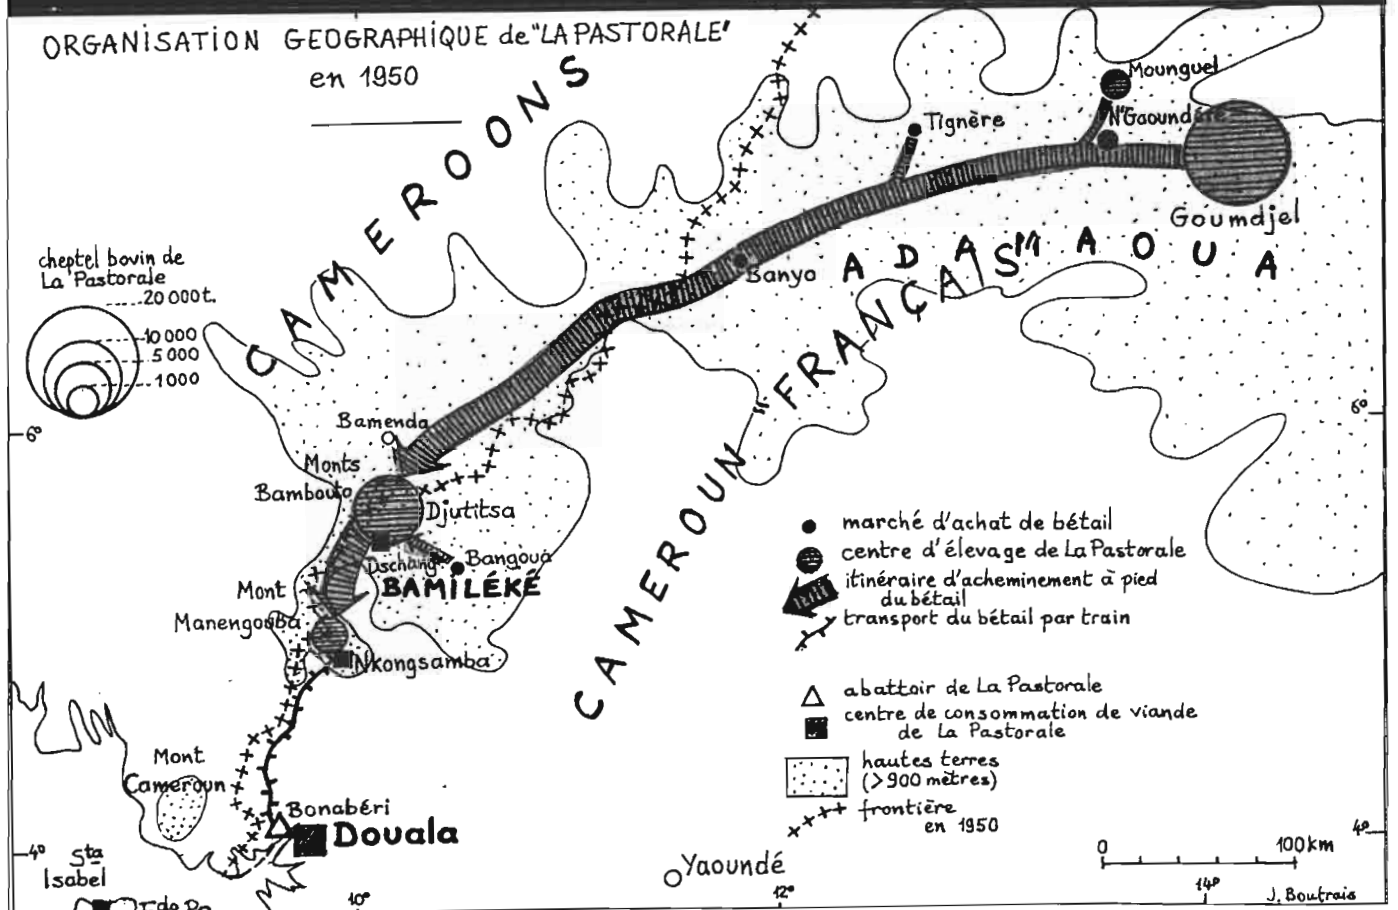 ORGANISATION GEOGRAPHIQUE de "LA PASTORALE"
en 1950
CAMEROONS
Mounguel
N'Gaoundéré
Tignère
Goumdjel
ADAMAOUA
Banyo
CAMEROUN "FRANÇAIS"
cheptel bovin de
La Pastorale
20 000 t.
10 000
5 000
1 000
6°
6°
Bamenda
Monts
Bambouto
Djutitsa
Dschang
Bangoua
BAMILÉKÉ
Mont
Manengouba
Nkongsamba
marché d'achat de bétail
centre d'élevage de La Pastorale
itinéraire d'acheminement à pied
du bétail
transport du bétail par train
abattoir de La Pastorale
centre de consommation de viande
de La Pastorale
hautes terres
(>900 mètres)
frontière
en 1950
Mont
Cameroun
Bonabéri
Douala
4°
4°
Sta
Isabel
Yaoundé
0 100 km
10°
12°
14°
J. Boutrais